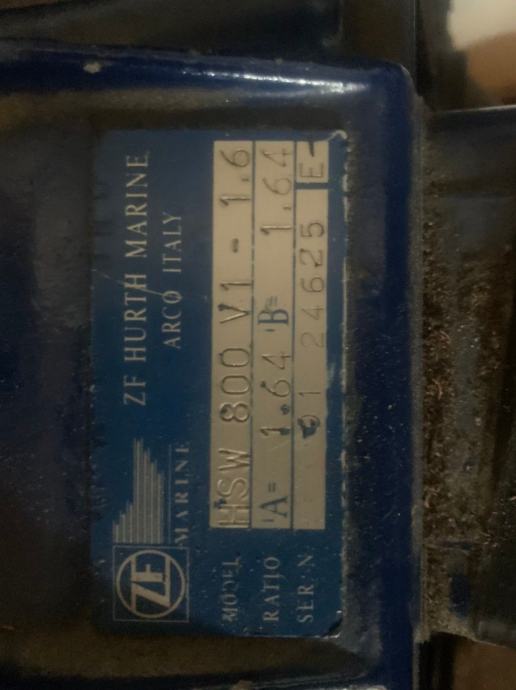 ZF
MARINE
ZF HURTH MARINE
ARCO ITALY
MODEL HSW 800 V1 - 1.6
RATIO 'A'= 1.64 'B'= 1.64
SER. N 01 24625 E-